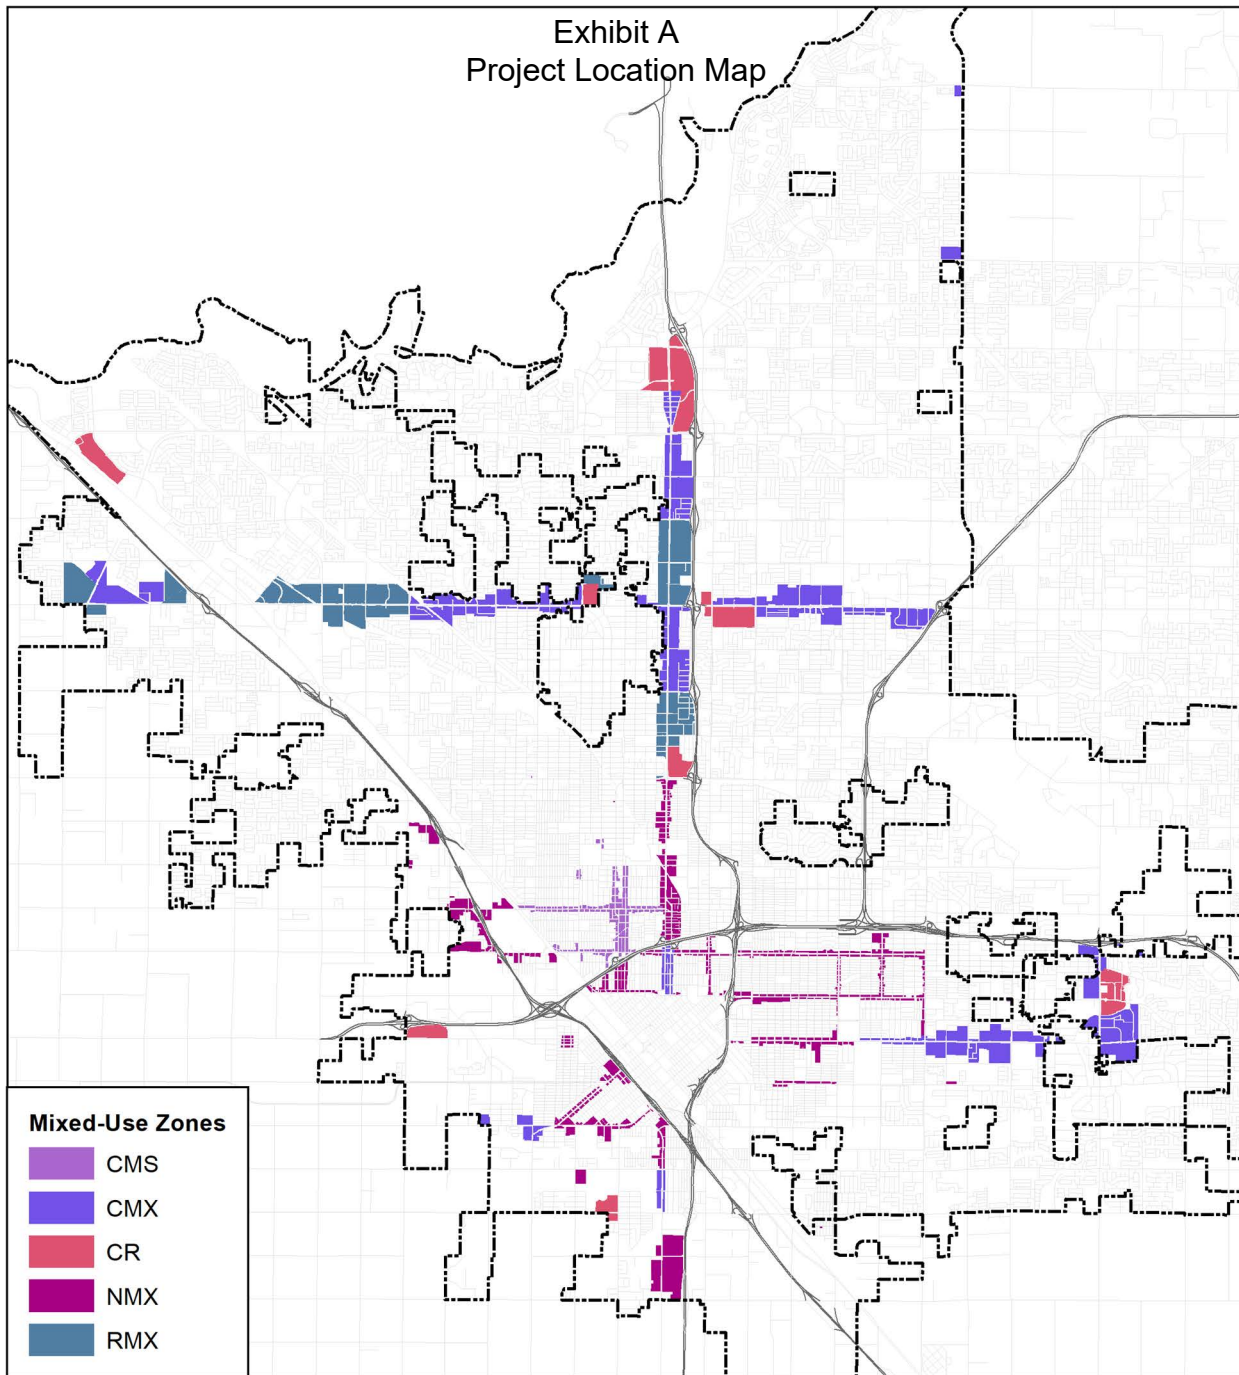 Exhibit A
Project Location Map
Mixed-Use Zones
CMS
CMX
CR
NMX
RMX